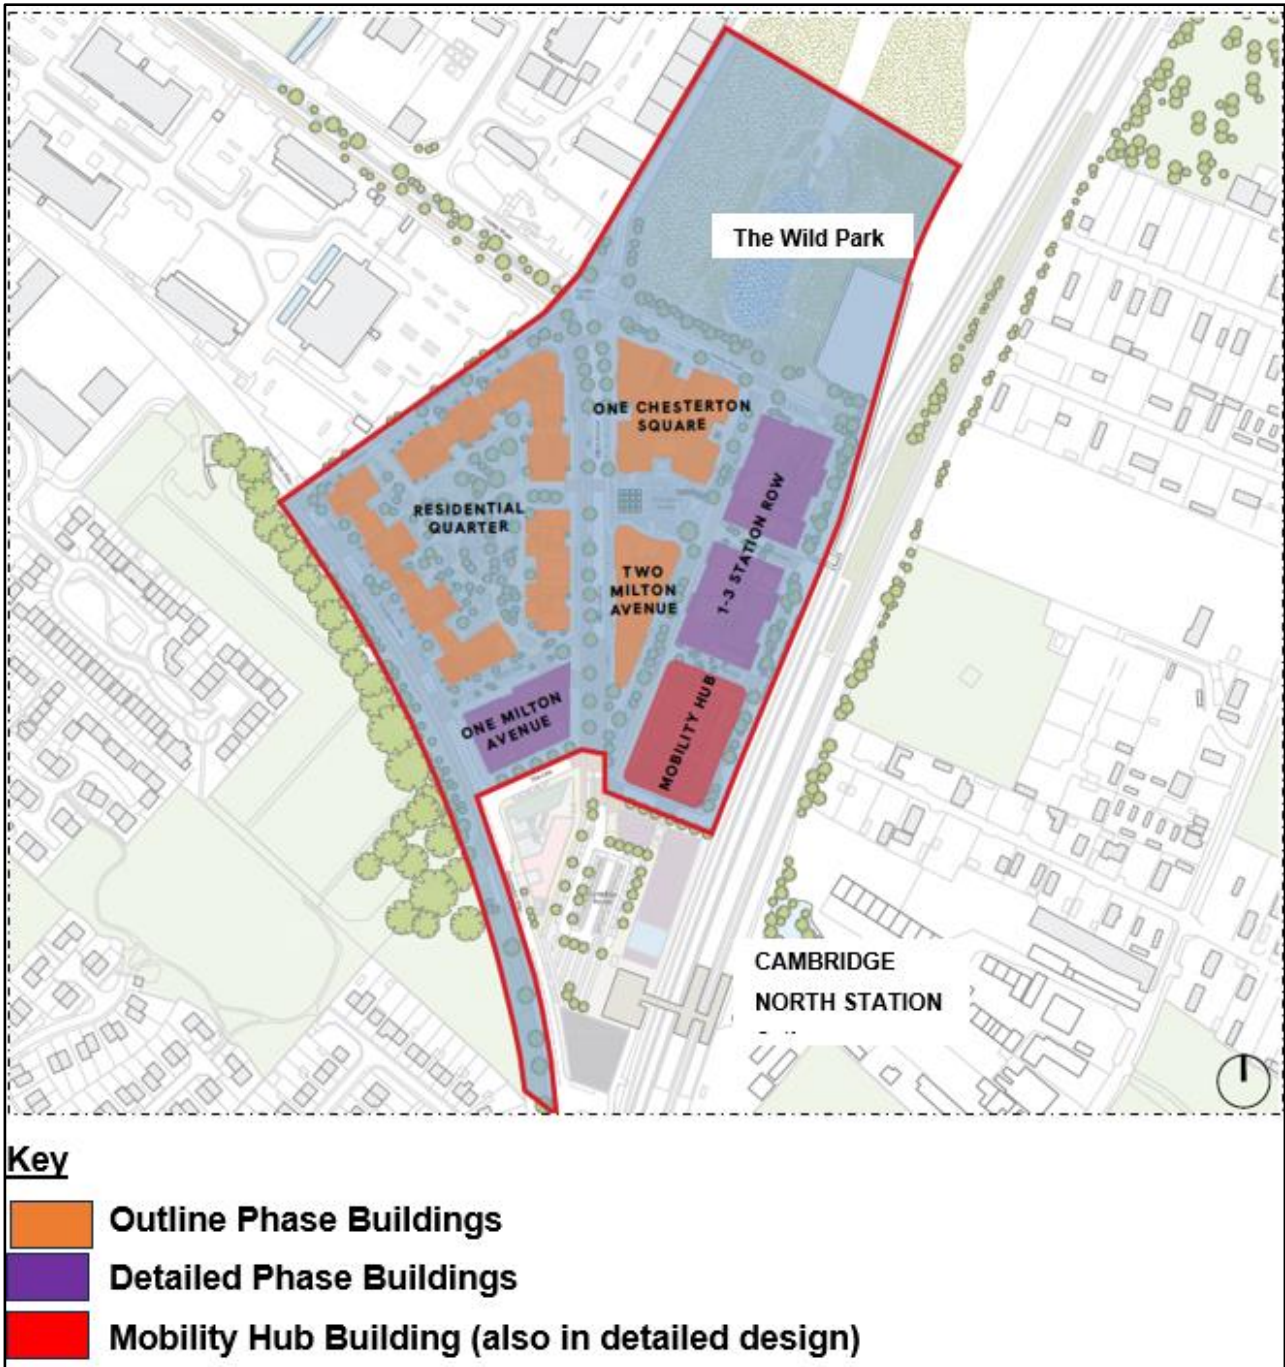 The Wild Park
ONE CHESTERTON
SQUARE
RESIDENTIAL
QUARTER
1-3 STATION ROW
TWO
MILTON
AVENUE
ONE MILTON
AVENUE
MOBILITY HUB
CAMBRIDGE
NORTH STATION
Key
Outline Phase Buildings
Detailed Phase Buildings
Mobility Hub Building (also in detailed design)